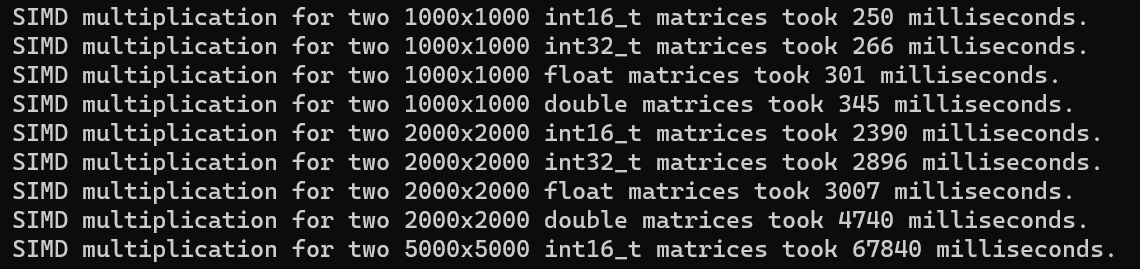 SIMD multiplication for two 1000x1000 int16_t matrices took 250 milliseconds.
SIMD multiplication for two 1000x1000 int32_t matrices took 266 milliseconds.
SIMD multiplication for two 1000x1000 float matrices took 301 milliseconds.
SIMD multiplication for two 1000x1000 double matrices took 345 milliseconds.
SIMD multiplication for two 2000x2000 int16_t matrices took 2390 milliseconds.
SIMD multiplication for two 2000x2000 int32_t matrices took 2896 milliseconds.
SIMD multiplication for two 2000x2000 float matrices took 3007 milliseconds.
SIMD multiplication for two 2000x2000 double matrices took 4740 milliseconds.
SIMD multiplication for two 5000x5000 int16_t matrices took 67840 milliseconds.